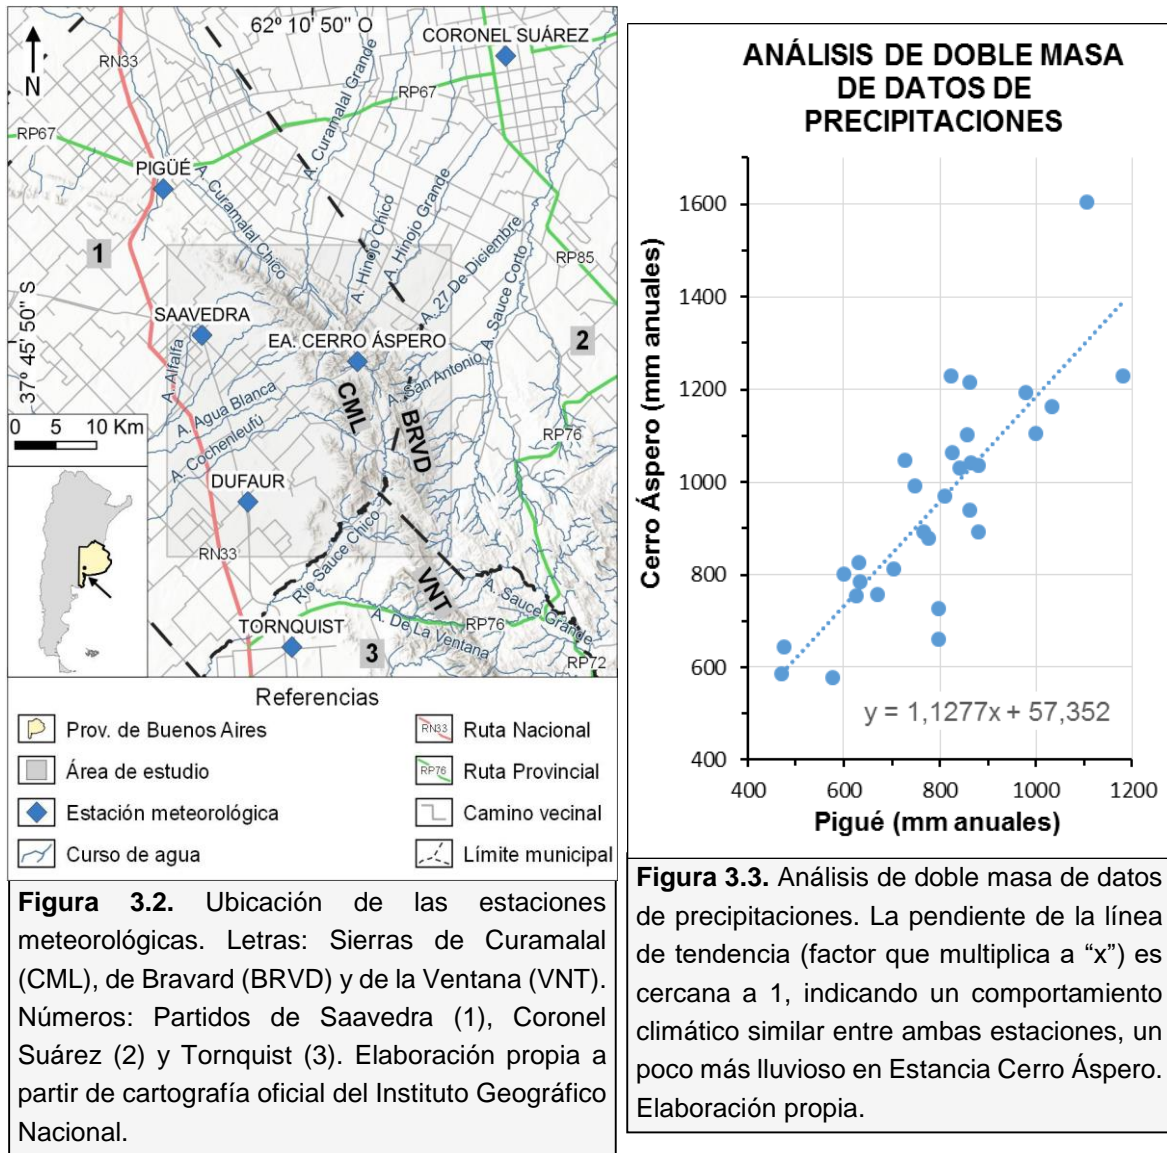 62º 10' 50" O
CORONEL SUÁREZ
N
RN33
RP67
RP67
A. Curamalal Grande
PIGÜÉ
A. Curamalal Chico
A. Hinojo Chico
A. Hinojo Grande
1
A. 27 De Diciembre
A. Sauce Corto
RP85
37º 45' 50" S
SAAVEDRA
EA. CERRO ÁSPERO
2
A. Alfalfa
A. San Antonio
A. Agua Blanca
CML
BRVD
0 5 10 Km
A. Cochenleufú
RP76
DUFAUR
RN33
Río Sauce Chico
VNT
A. Sauce Grande
TORNQUIST
A. De La Ventana
RP76
3
RP72
Referencias
Prov. de Buenos Aires
RN33 Ruta Nacional
Área de estudio
RP76 Ruta Provincial
Estación meteorológica
Camino vecinal
Curso de agua
Límite municipal
Figura 3.2. Ubicación de las estaciones
meteorológicas. Letras: Sierras de Curamalal
(CML), de Bravard (BRVD) y de la Ventana (VNT).
Números: Partidos de Saavedra (1), Coronel
Suárez (2) y Tornquist (3). Elaboración propia a
partir de cartografía oficial del Instituto Geográfico
Nacional.
ANÁLISIS DE DOBLE MASA
DE DATOS DE
PRECIPITACIONES
Cerro Áspero (mm anuales)
1600
1400
1200
1000
800
600
400
y = 1,1277x + 57,352
400 600 800 1000 1200
Pigué (mm anuales)
Figura 3.3. Análisis de doble masa de datos
de precipitaciones. La pendiente de la línea
de tendencia (factor que multiplica a “x”) es
cercana a 1, indicando un comportamiento
climático similar entre ambas estaciones, un
poco más lluvioso en Estancia Cerro Áspero.
Elaboración propia.